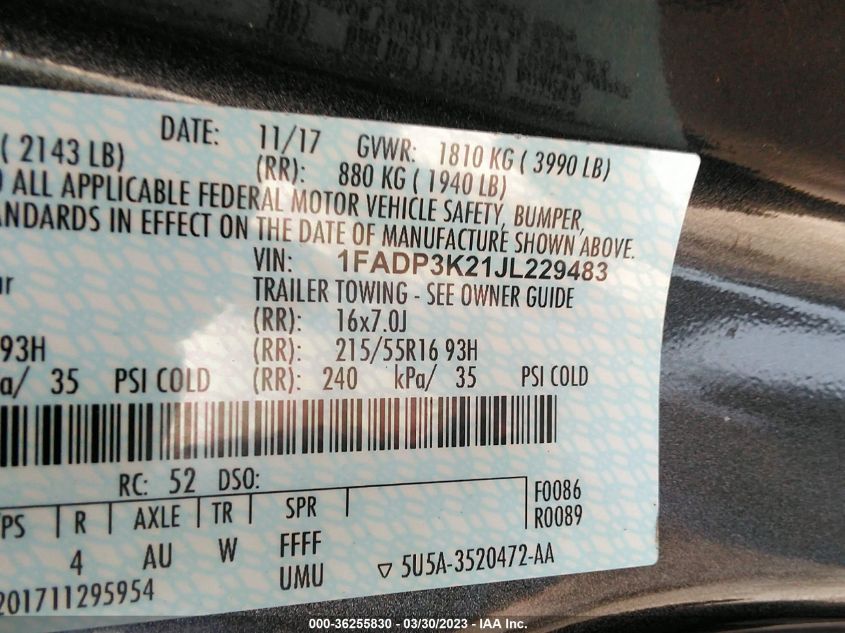 DATE: 11/17 GVWR: 1810 KG ( 3990 LB)
( 2143 LB) (RR): 880 KG ( 1940 LB)
ALL APPLICABLE FEDERAL MOTOR VEHICLE SAFETY, BUMPER,
ANDARDS IN EFFECT ON THE DATE OF MANUFACTURE SHOWN ABOVE.
VIN: 1FADP3K21JL229483
TRAILER TOWING - SEE OWNER GUIDE
(RR): 16x7.0J
93H (RR): 215/55R16 93H
a/ 35 PSI COLD (RR): 240 kPa/ 35 PSI COLD
RC: 52 DSO:
PS R AXLE TR SPR F0086
R0089
4 AU W FFFF
UMU ▽ 5U5A-3520472-AA
201711295954
000-36255830 - 03/30/2023 - IAA Inc.